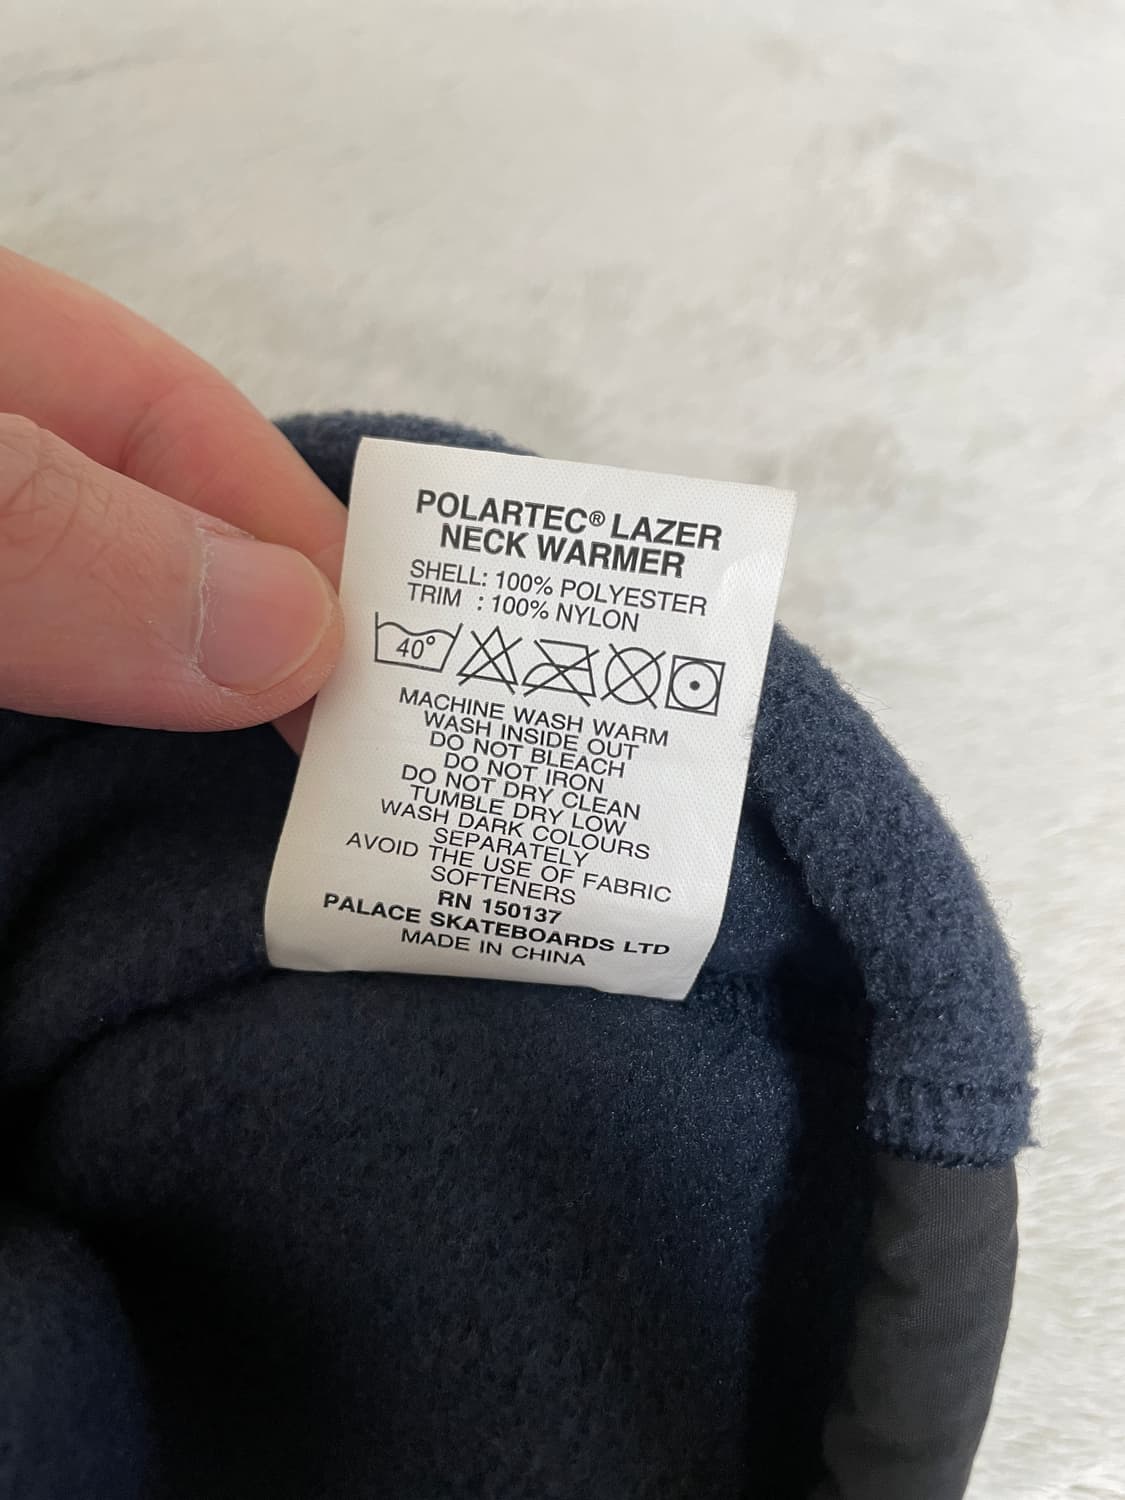 POLARTEC® LAZER
NECK WARMER
SHELL: 100% POLYESTER
TRIM : 100% NYLON
40°
MACHINE WASH WARM
WASH INSIDE OUT
DO NOT BLEACH
DO NOT IRON
DO NOT DRY CLEAN
TUMBLE DRY LOW
WASH DARK COLOURS
SEPARATELY
AVOID THE USE OF FABRIC
SOFTENERS
RN 150137
PALACE SKATEBOARDS LTD
MADE IN CHINA